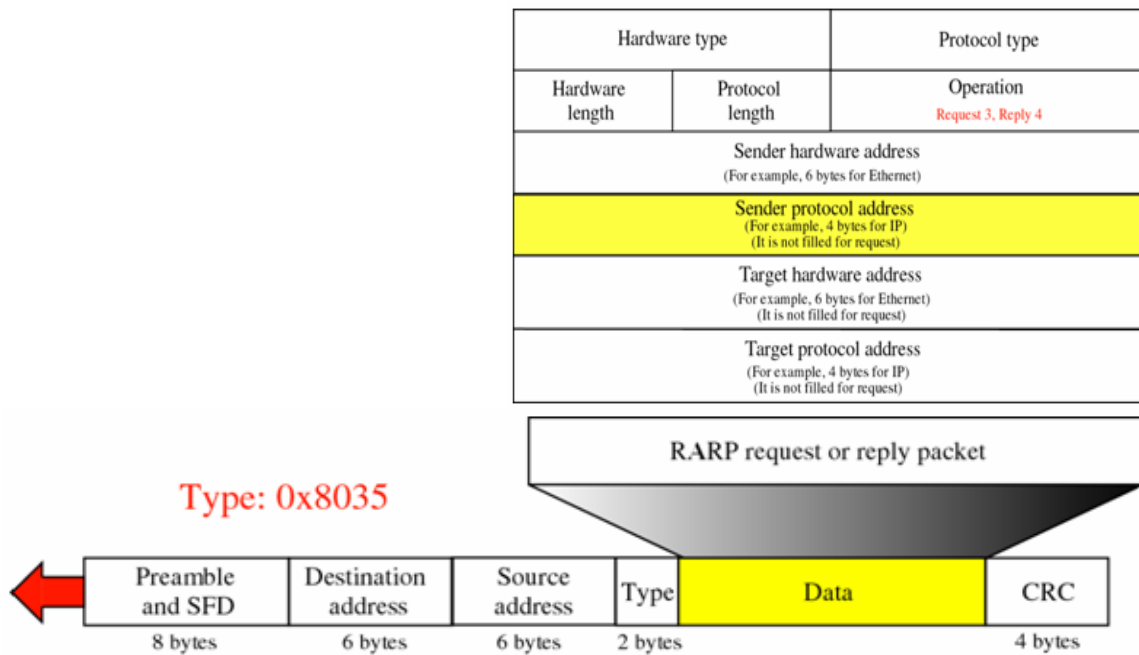 Hardware type
Protocol type
Hardware
length
Protocol
length
Operation
Request 3, Reply 4
Sender hardware address
(For example, 6 bytes for Ethernet)
Sender protocol address
(For example, 4 bytes for IP)
(It is not filled for request)
Target hardware address
(For example, 6 bytes for Ethernet)
(It is not filled for request)
Target protocol address
(For example, 4 bytes for IP)
(It is not filled for request)
RARP request or reply packet
Type: 0x8035
Preamble
and SFD
Destination
address
Source
address
Type
Data
CRC
8 bytes
6 bytes
6 bytes
2 bytes
4 bytes